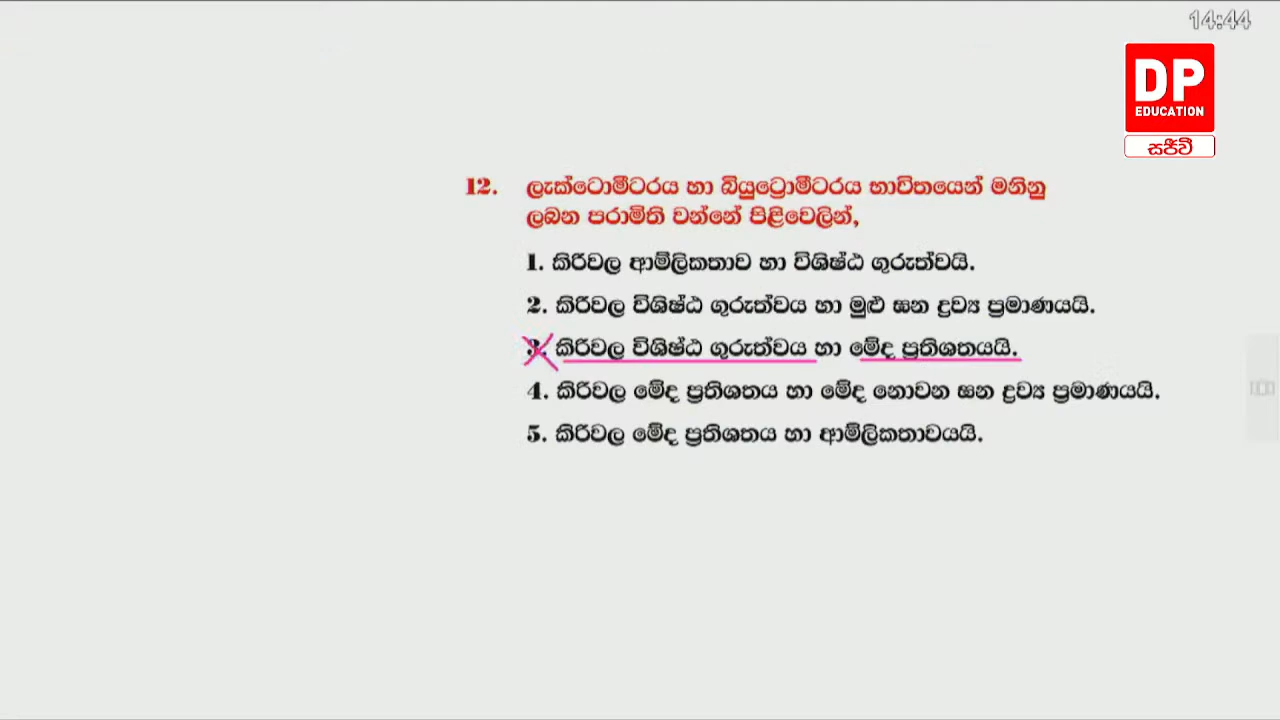 14:44
DP
EDUCATION
සජීවී
12. ලැක්ටොමීටරය හා බියුට්‍රොමීටරය භාවිතයෙන් මනිනු
ලබන පරාමිති වන්නේ පිළිවෙලින්,
1. කිරිවල ආම්ලිකතාව හා විශිෂ්ඨ ගුරුත්වයි.
2. කිරිවල විශිෂ්ඨ ගුරුත්වය හා මුළු ඝන ද්‍රව්‍ය ප්‍රමාණයයි.
3. කිරිවල විශිෂ්ඨ ගුරුත්වය හා මේද ප්‍රතිශතයයි.
4. කිරිවල මේද ප්‍රතිශතය හා මේද නොවන ඝන ද්‍රව්‍ය ප්‍රමාණයයි.
5. කිරිවල මේද ප්‍රතිශතය හා ආම්ලිකතාවයයි.